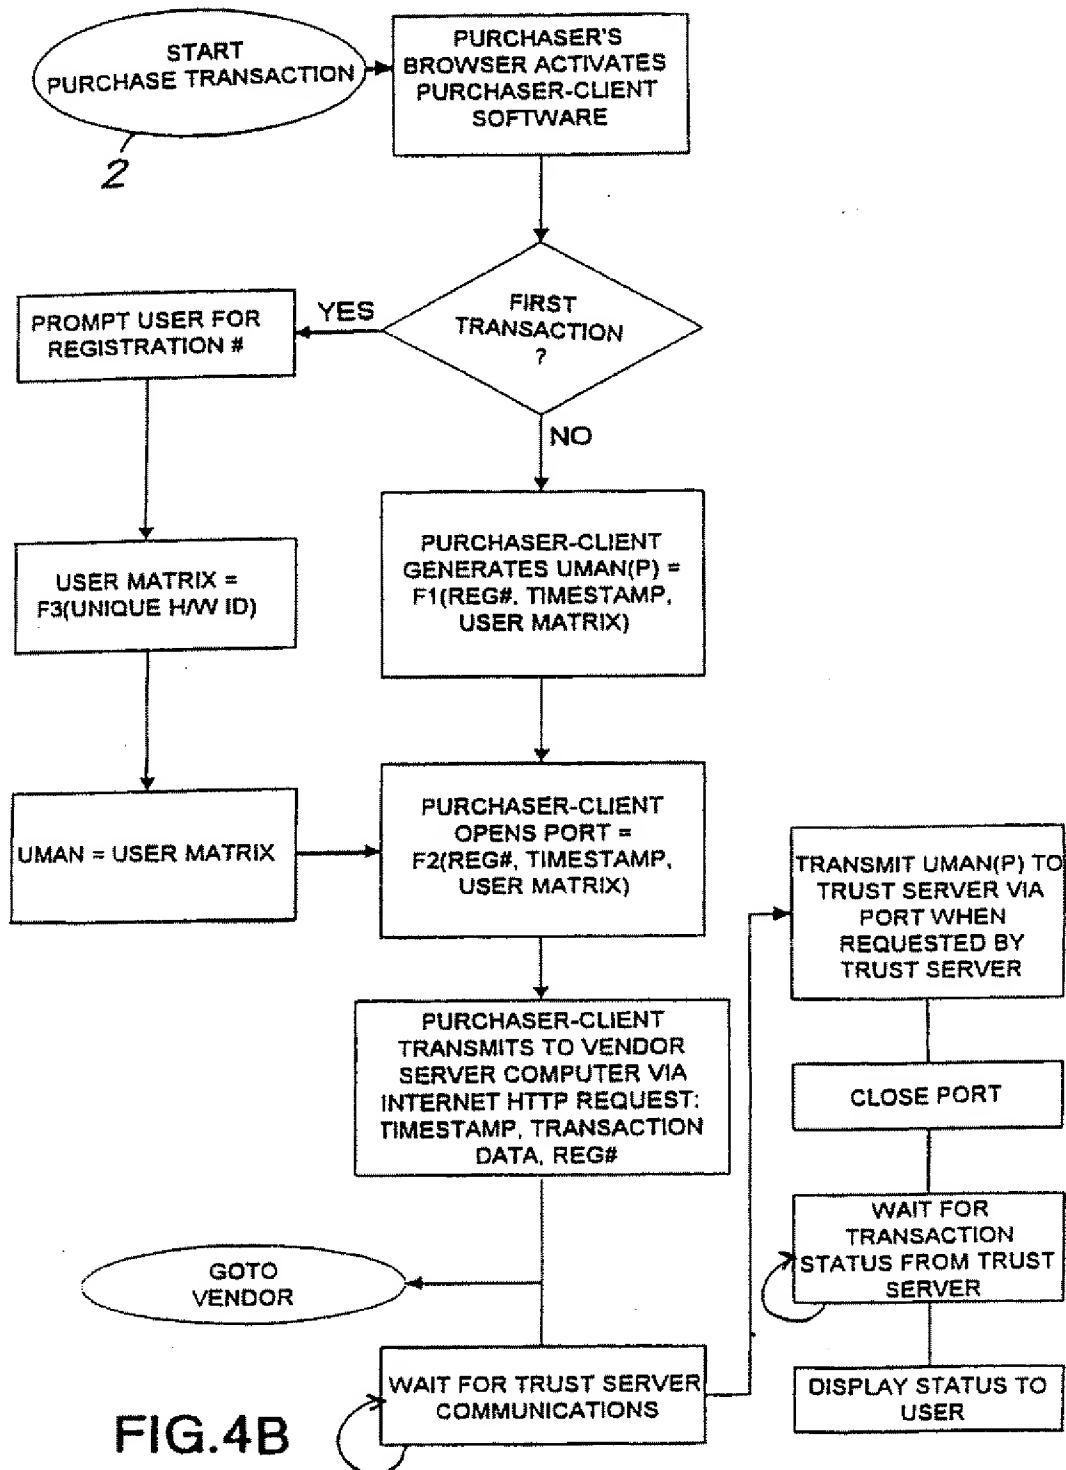 START
PURCHASE TRANSACTION
2
PURCHASER'S
BROWSER ACTIVATES
PURCHASER-CLIENT
SOFTWARE
FIRST
TRANSACTION
?
YES
NO
PROMPT USER FOR
REGISTRATION #
USER MATRIX =
F3(UNIQUE H/W ID)
UMAN = USER MATRIX
PURCHASER-CLIENT
GENERATES UMAN(P) =
F1(REG#, TIMESTAMP,
USER MATRIX)
PURCHASER-CLIENT
OPENS PORT =
F2(REG#, TIMESTAMP,
USER MATRIX)
PURCHASER-CLIENT
TRANSMITS TO VENDOR
SERVER COMPUTER VIA
INTERNET HTTP REQUEST:
TIMESTAMP, TRANSACTION
DATA, REG#
GOTO
VENDOR
WAIT FOR TRUST SERVER
COMMUNICATIONS
TRANSMIT UMAN(P) TO
TRUST SERVER VIA
PORT WHEN
REQUESTED BY
TRUST SERVER
CLOSE PORT
WAIT FOR
TRANSACTION
STATUS FROM TRUST
SERVER
DISPLAY STATUS TO
USER
FIG.4B